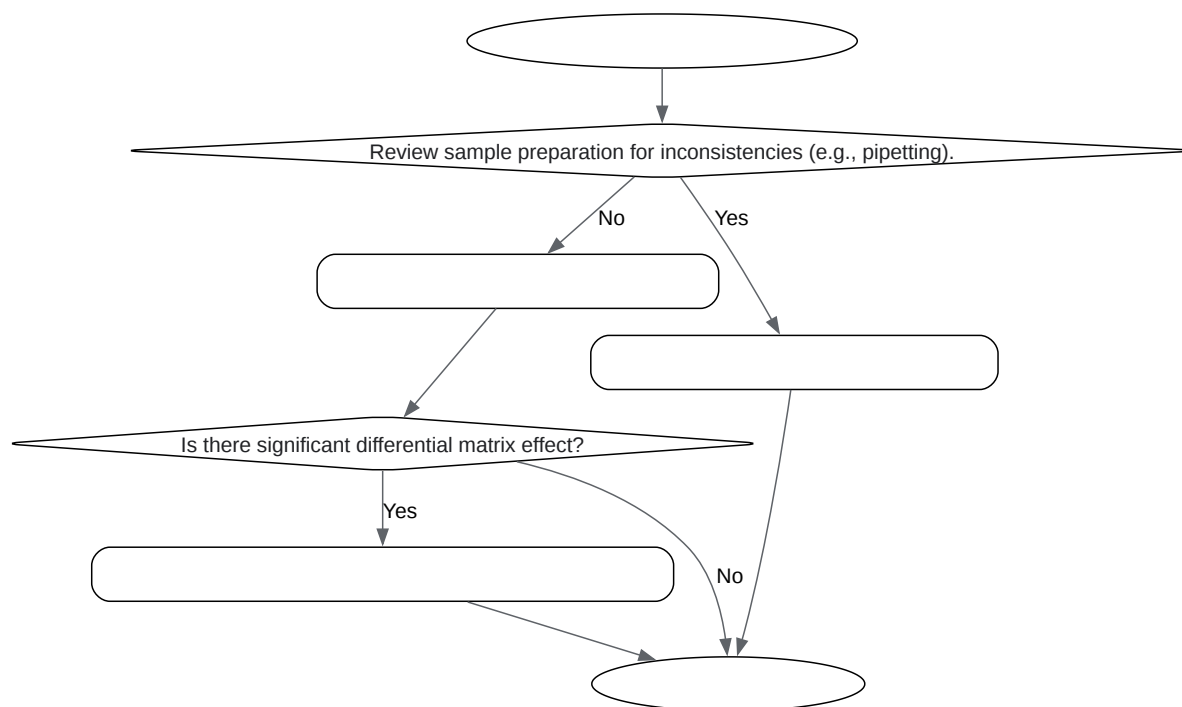 Review sample preparation for inconsistencies (e.g., pipetting).
No
Yes
Is there significant differential matrix effect?
Yes
No